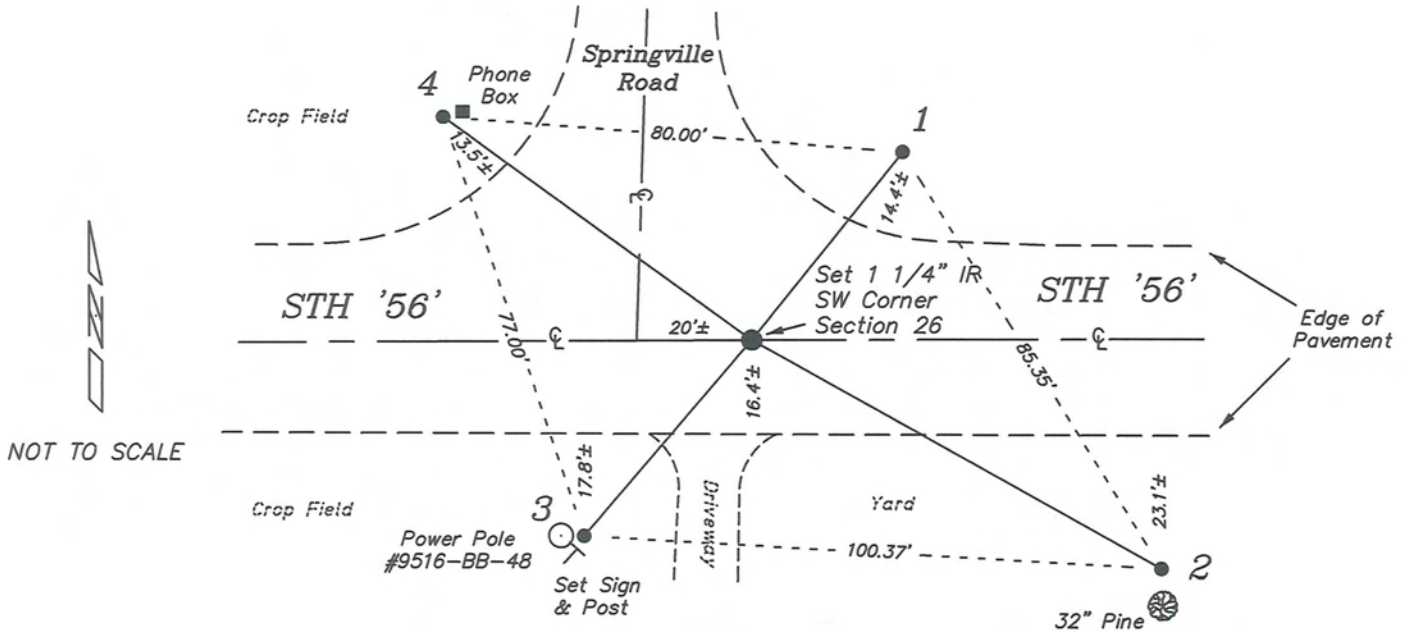 Springville
Road
4
Phone
Box
Crop Field
1
80.00'
13.5'±
14.4'±
℄
Set 1 1/4" IR
SW Corner
Section 26
STH '56'
STH '56'
N
20'±
℄
℄
Edge of
Pavement
77.00'
85.35'
16.4'±
NOT TO SCALE
17.8'±
23.1'±
Crop Field
3
Driveway
Yard
Power Pole
#9516-BB-48
100.37'
2
Set Sign
& Post
32" Pine